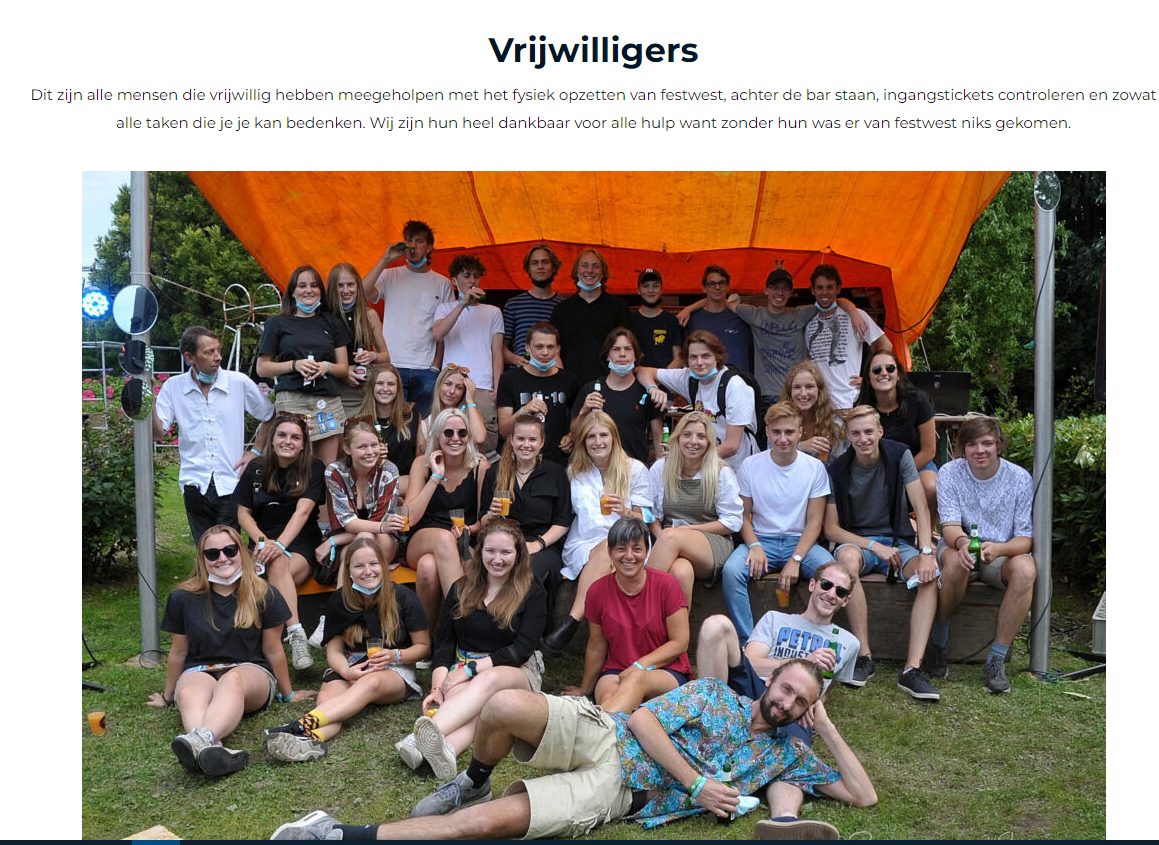 Vrijwilligers
Dit zijn alle mensen die vrijwillig hebben meegeholpen met het fysiek opzetten van festwest, achter de bar staan, ingangstickets controleren en zowat
alle taken die je je kan bedenken. Wij zijn hun heel dankbaar voor alle hulp want zonder hun was er van festwest niks gekomen.